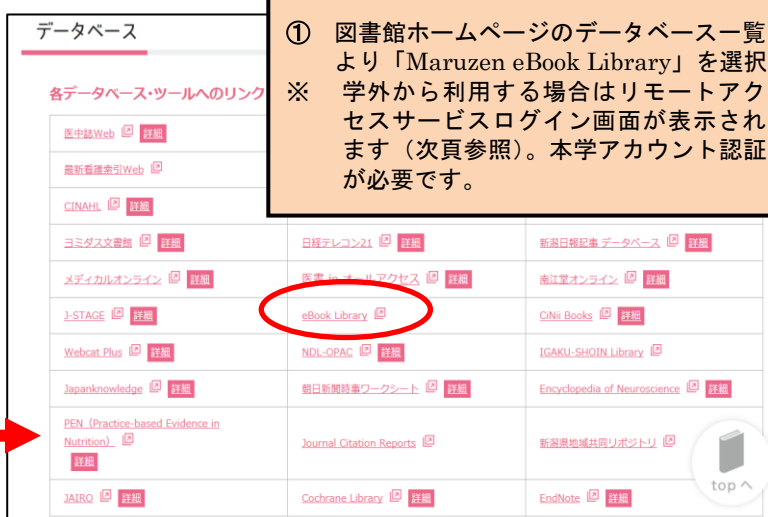 データベース
① 図書館ホームページのデータベース一覧
より「Maruzen eBook Library」を選択
※ 学外から利用する場合はリモートアク
セスサービスログイン画面が表示され
ます（次頁参照）。本学アカウント認証
が必要です。
各データベース・ツールへのリンク
医中誌Web 詳細
最新看護索引Web
CINAHL 詳細
ヨミダス文書館 詳細
日経テレコン21 詳細
新潟日報記事 データベース 詳細
メディカルオンライン 詳細
医書.jp オールアクセス 詳細
南江堂オンライン 詳細
J-STAGE 詳細
eBook Library
CiNii Books 詳細
Webcat Plus 詳細
NDL-OPAC 詳細
IGAKU-SHOIN Library
Japanknowledge 詳細
朝日新聞時事ワークシート 詳細
Encyclopedia of Neuroscience 詳細
PEN（Practice-based Evidence in
Nutrition）
詳細
Journal Citation Reports
新潟県地域共同リポジトリ
top
JAIRO 詳細
Cochrane Library 詳細
EndNote 詳細